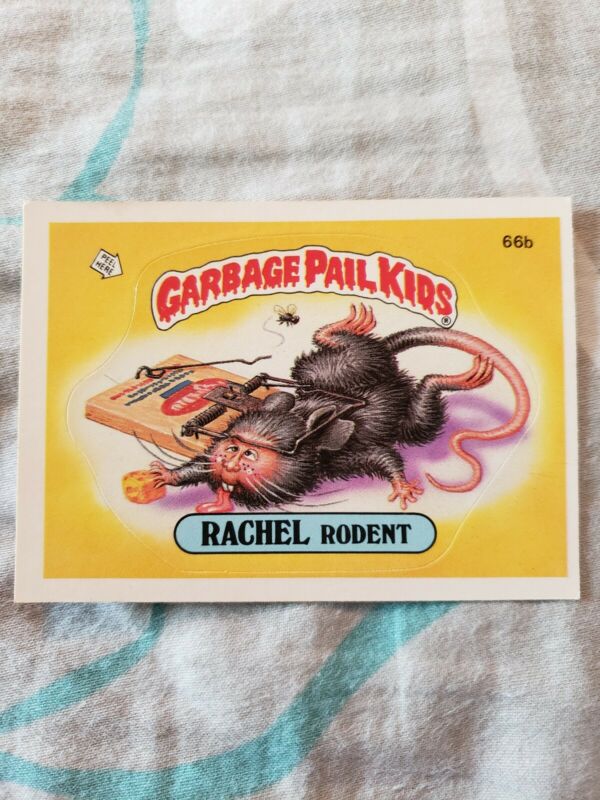 PEEL HERE
66b
GARBAGE PAIL KIDS®
RACHEL RODENT